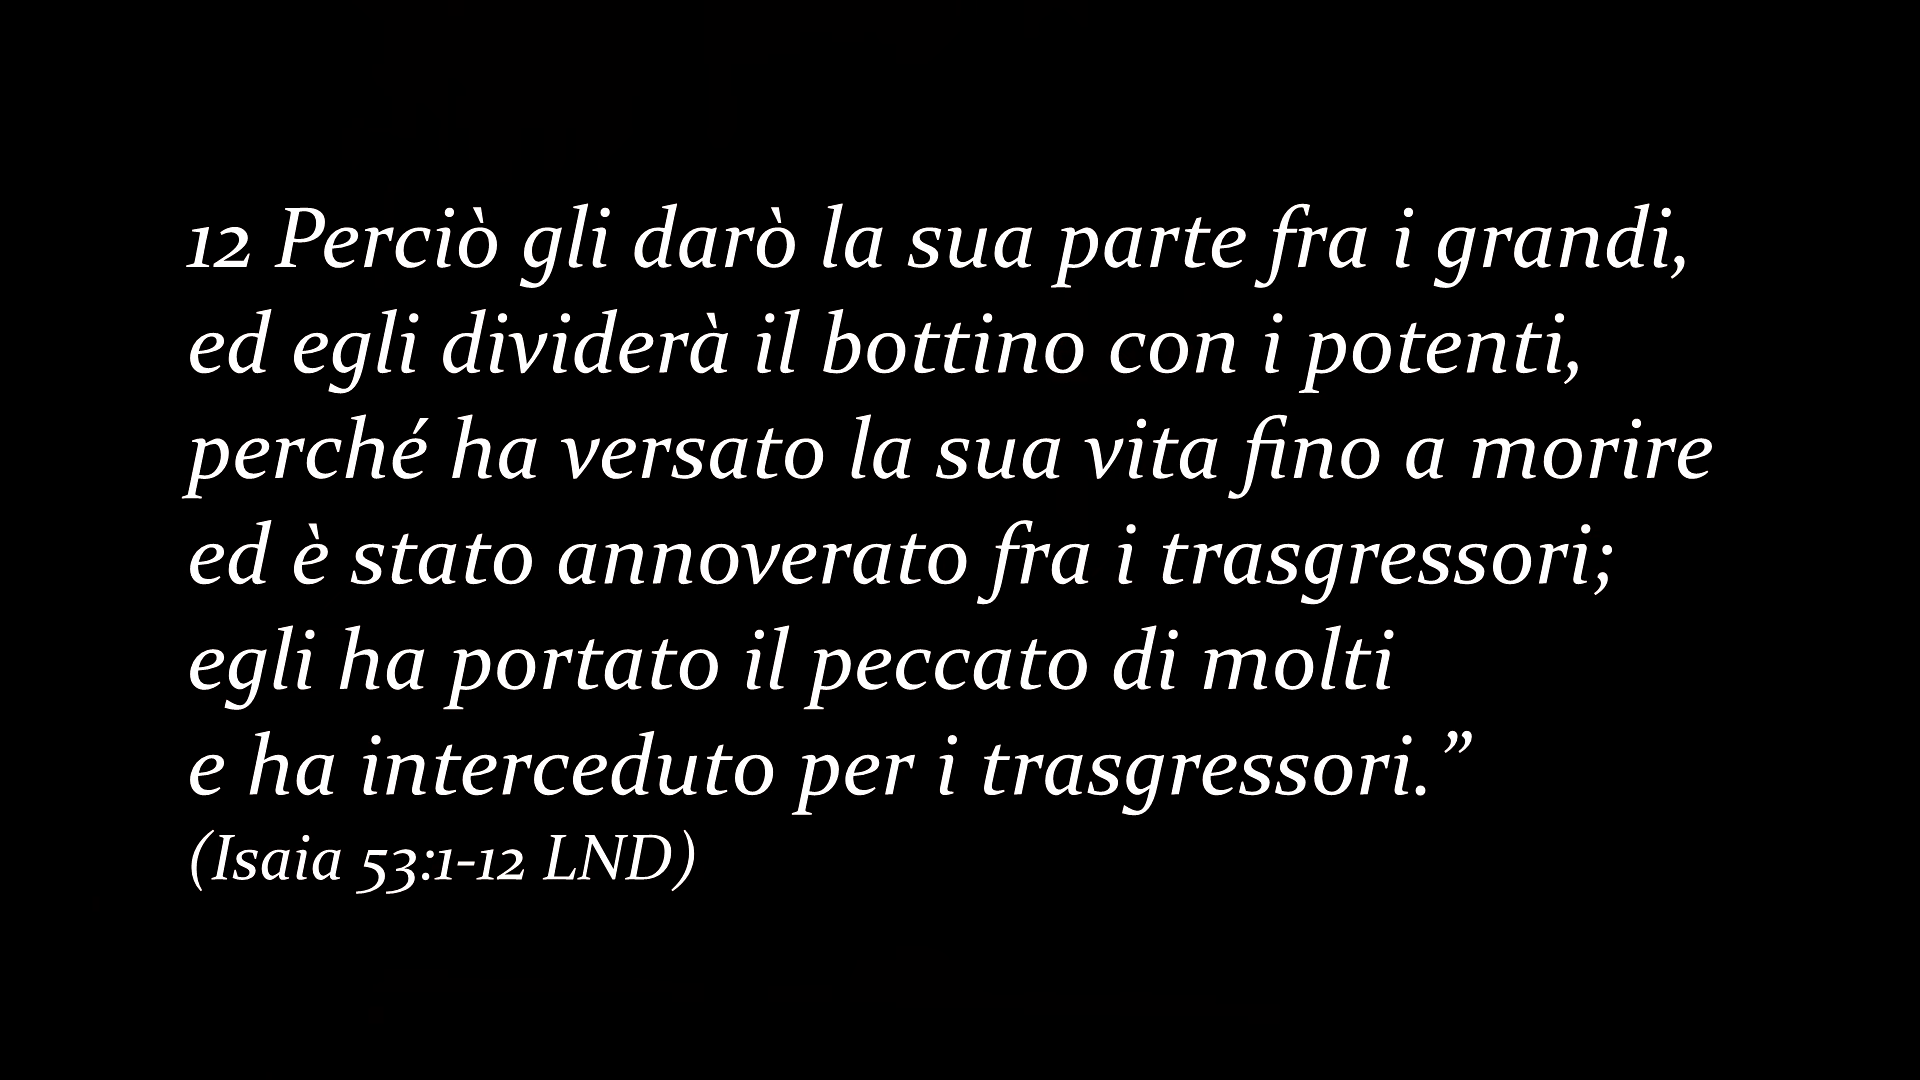 12 Perciò gli darò la sua parte fra i grandi,
ed egli dividerà il bottino con i potenti,
perché ha versato la sua vita fino a morire
ed è stato annoverato fra i trasgressori;
egli ha portato il peccato di molti
e ha interceduto per i trasgressori.”
(Isaia 53:1-12 LND)